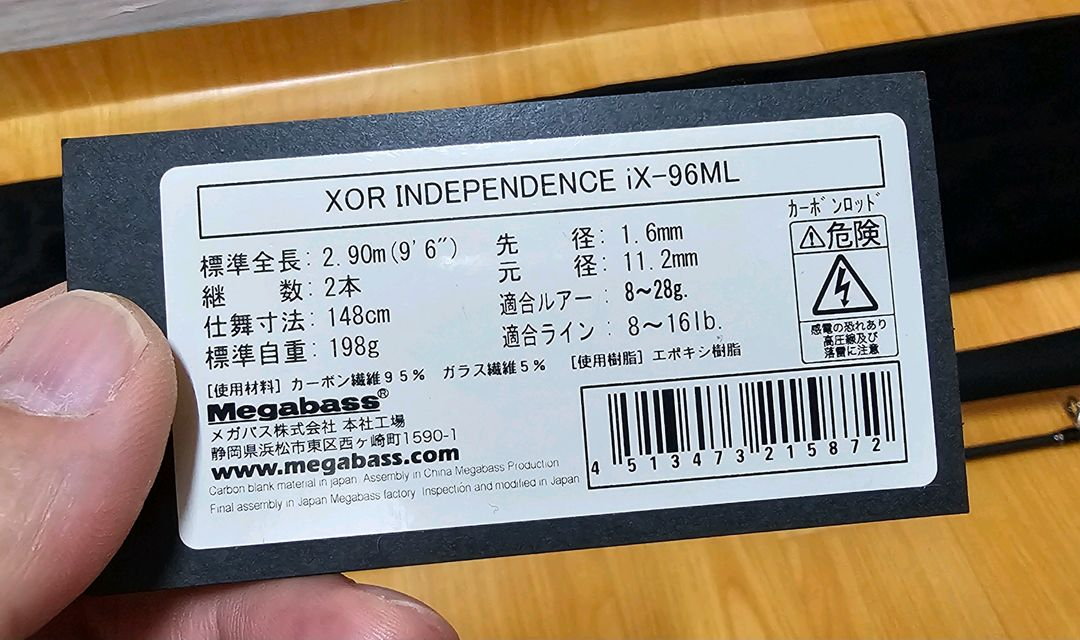 XOR INDEPENDENCE iX-96ML
標準全長: 2.90m(9'6")
継　数: 2本
仕舞寸法: 148cm
標準自重: 198g
先　径: 1.6mm
元　径: 11.2mm
適合ルアー: 8～28g.
適合ライン: 8～16lb.
カーボンロッド
⚠危険
感電の恐れあり
高圧線及び
落雷に注意
[使用材料] カーボン繊維95% ガラス繊維5% [使用樹脂] エポキシ樹脂
Megabass®
メガバス株式会社 本社工場
静岡県浜松市東区西ヶ崎町1590-1
www.megabass.com
Carbon blank material in japan. Assembly in China Megabass Production
Final assembly in Japan Megabass factory Inspection and modified in Japan
4 513473 215872